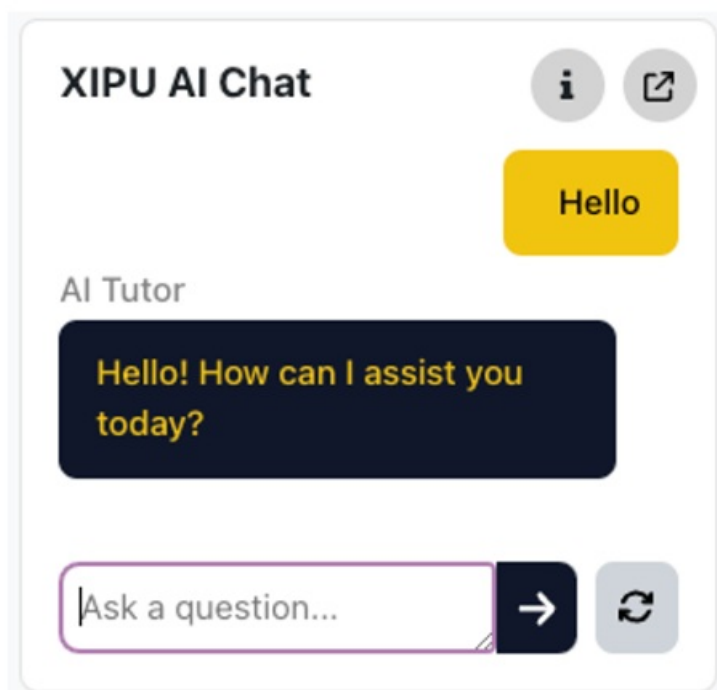 XIPU AI Chat
Hello
AI Tutor
Hello! How can I assist you
today?
Ask a question...